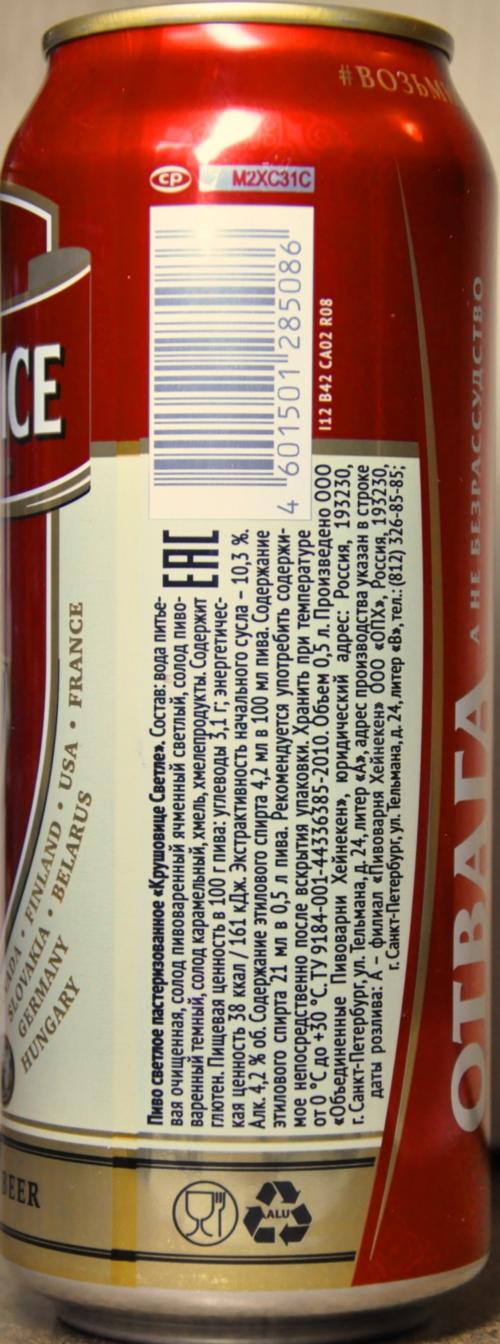 #ВОЗЬМИ
CP
M2XC31C
4 601501 285086
I12 B42 CA02 R08
ICE
FRANCE
USA •
• FINLAND •
• BELARUS
SLOVAKIA
GERMANY
HUNGARY
BEER
EAC
Пиво светлое пастеризованное «Крушовице Светле». Состав: вода питье-
вая очищенная, солод пивоваренный ячменный светлый, солод пиво-
варенный темный, солод карамельный, хмель, хмелепродукты. Содержит
глютен. Пищевая ценность в 100 г пива: углеводы 3,1 г; энергетичес-
кая ценность 38 ккал / 161 кДж. Экстрактивность начального сусла – 10,3 %.
Алк. 4,2 % об. Содержание этилового спирта 4,2 мл в 100 мл пива. Содержание
этилового спирта 21 мл в 0,5 л пива. Рекомендуется употребить содержи-
мое непосредственно после вскрытия упаковки. Хранить при температуре
от 0 °С до +30 °С. ТУ 9184-001-44336385-2010. Объем 0,5 л. Произведено ООО
«Объединенные Пивоварни Хейнекен», юридический адрес: Россия, 193230,
г. Санкт-Петербург, ул. Тельмана, д. 24, литер «А», адрес производства указан в строке
даты розлива: А – филиал «Пивоварня Хейнекен» ООО «ОПХ», Россия, 193230,
г. Санкт-Петербург, ул. Тельмана, д. 24, литер «В», тел.: (812) 326-85-85;
ALU
ОТВАГА
А НЕ БЕЗРАССУДСТВО